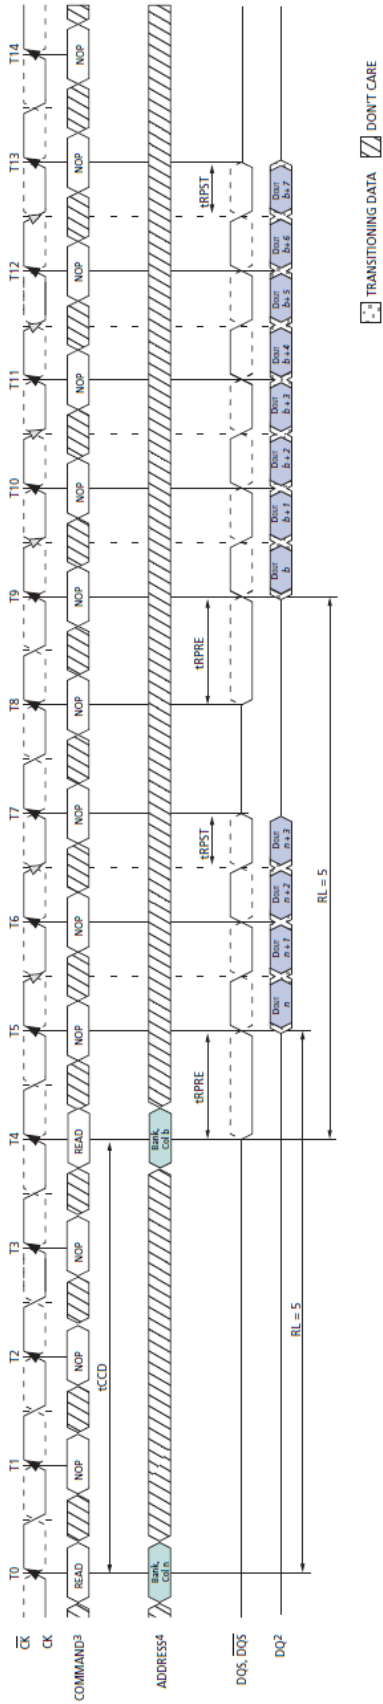 T0 T1 T2 T3 T4 T5 T6 T7 T8 T9 T10 T11 T12 T13 T14
CK
CK
COMMAND3 READ NOP NOP NOP READ NOP NOP NOP NOP NOP NOP NOP NOP NOP NOP
tCCD
ADDRESS4 Bank, Col n Bank, Col b
tRPRE tRPST tRPRE tRPST
DQS, DQS
DQ2 DOUT n DOUT n + 1 DOUT n + 2 DOUT n + 3 DOUT b DOUT b + 1 DOUT b + 2 DOUT b + 3 DOUT b + 4 DOUT b + 5 DOUT b + 6 DOUT b + 7
RL = 5
RL = 5
TRANSITIONING DATA DON'T CARE